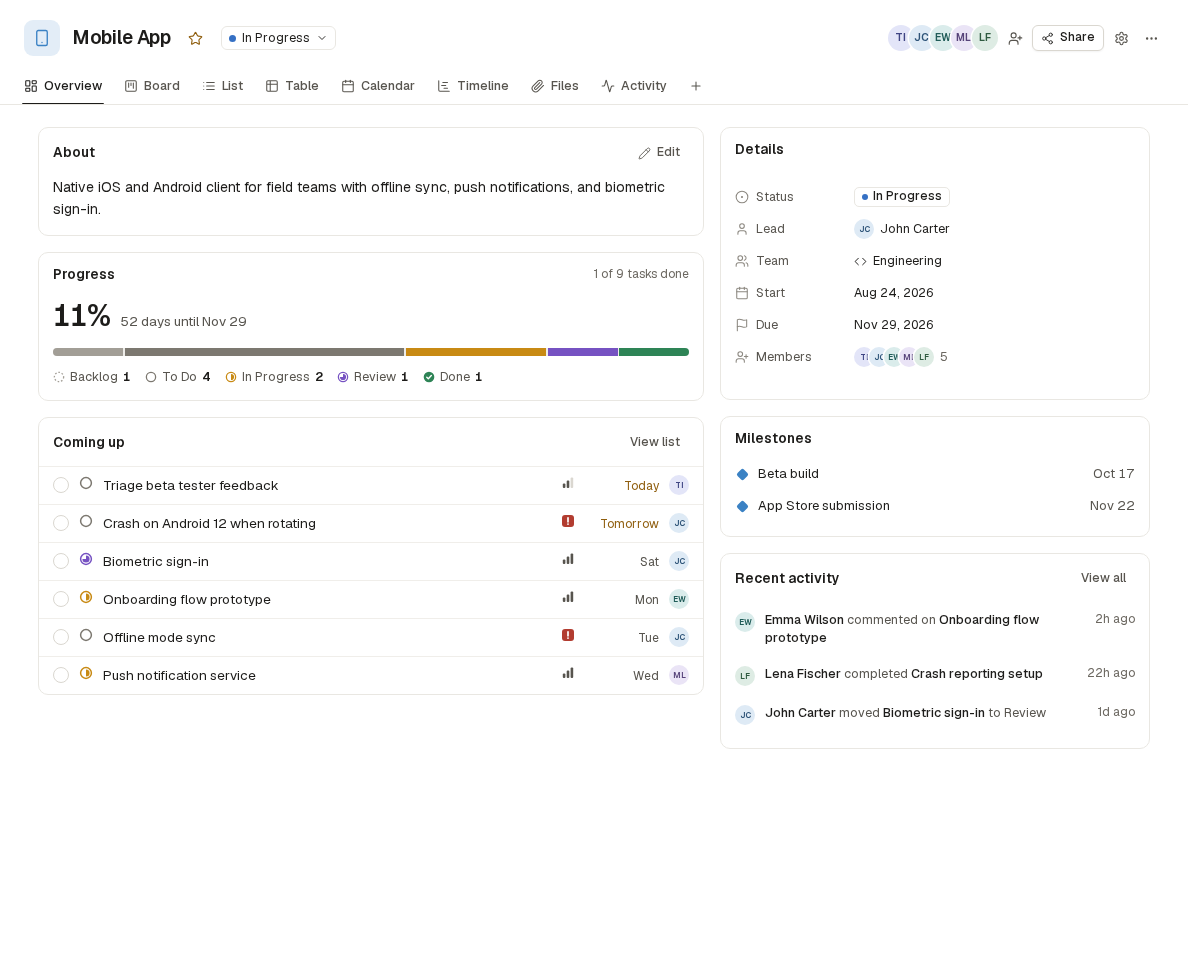 Mobile App
In Progress
TI JC EW ML LF
Share
Overview Board List Table Calendar Timeline Files Activity
About
Edit
Native iOS and Android client for field teams with offline sync, push notifications, and biometric
sign-in.
Progress
1 of 9 tasks done
11% 52 days until Nov 29
Backlog 1 To Do 4 In Progress 2 Review 1 Done 1
Coming up
View list
Triage beta tester feedback Today TI
Crash on Android 12 when rotating Tomorrow JC
Biometric sign-in Sat JC
Onboarding flow prototype Mon EW
Offline mode sync Tue JC
Push notification service Wed ML
Details
Status In Progress
Lead JC John Carter
Team Engineering
Start Aug 24, 2026
Due Nov 29, 2026
Members TI JC EW ML LF 5
Milestones
Beta build Oct 17
App Store submission Nov 22
Recent activity
View all
EW Emma Wilson commented on Onboarding flow 2h ago
prototype
LF Lena Fischer completed Crash reporting setup 22h ago
JC John Carter moved Biometric sign-in to Review 1d ago